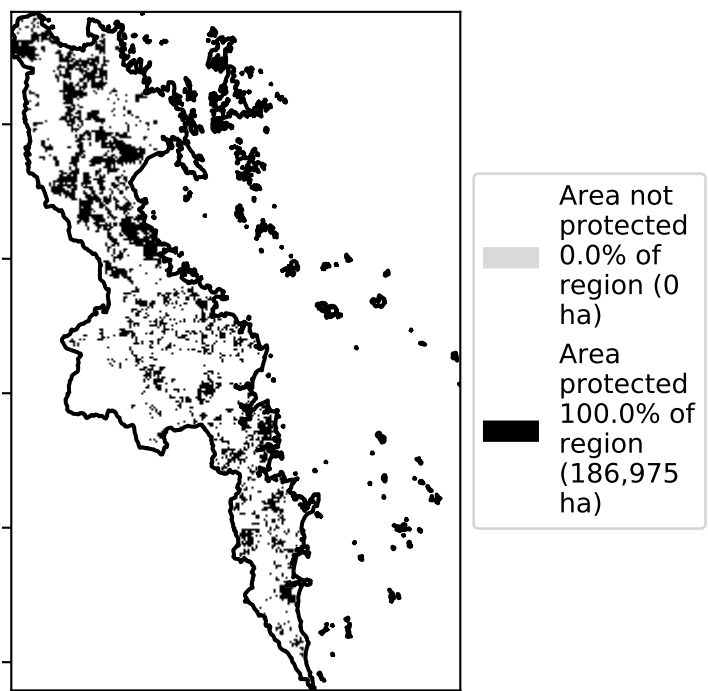 Area not
protected
0.0% of
region (0
ha)
Area
protected
100.0% of
region
(186,975
ha)